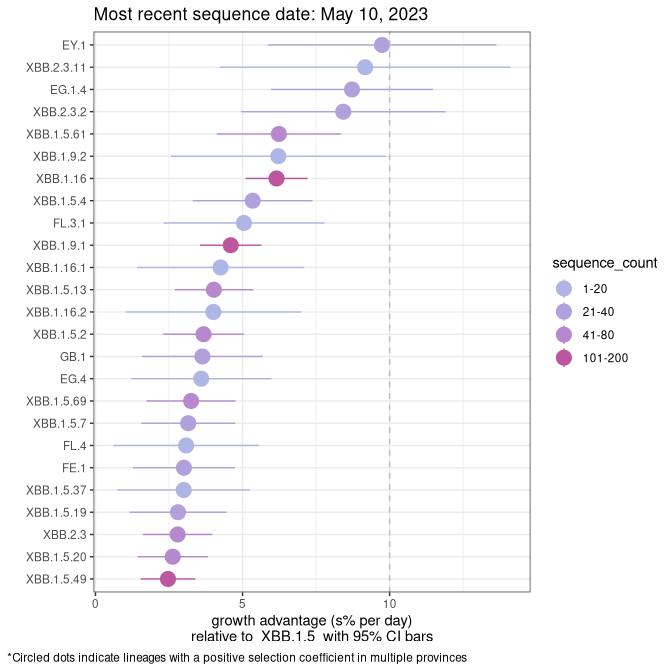 Most recent sequence date: May 10, 2023
EY.1
XBB.2.3.11
EG.1.4
XBB.2.3.2
XBB.1.5.61
XBB.1.9.2
XBB.1.16
XBB.1.5.4
FL.3.1
XBB.1.9.1
XBB.1.16.1
XBB.1.5.13
XBB.1.16.2
XBB.1.5.2
GB.1
EG.4
XBB.1.5.69
XBB.1.5.7
FL.4
FE.1
XBB.1.5.37
XBB.1.5.19
XBB.2.3
XBB.1.5.20
XBB.1.5.49
0 5 10
growth advantage (s% per day)
relative to XBB.1.5 with 95% CI bars
sequence_count
1-20
21-40
41-80
101-200
*Circled dots indicate lineages with a positive selection coefficient in multiple provinces